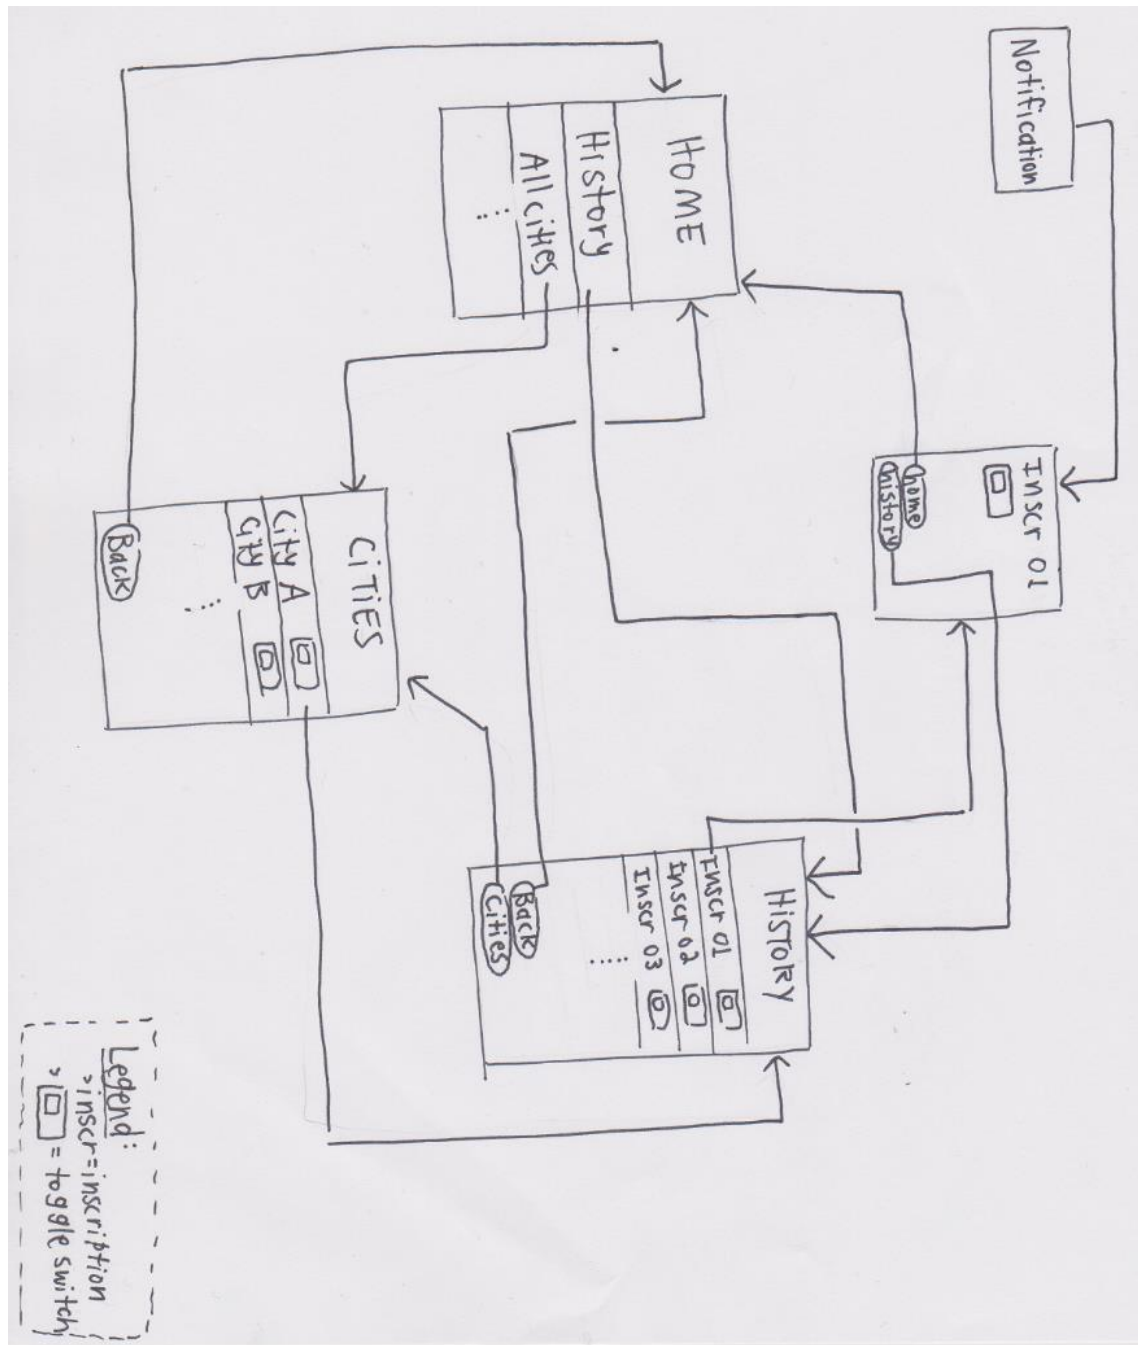 Notification
Inscr 01
home
history
HOME
History
All cities
HiSTORY
Inscr 01
Inscr 02
Inscr 03
Back
Cities
CiTiES
City A
City B
Back
Legend:
> inscr = inscription
> = toggle switch